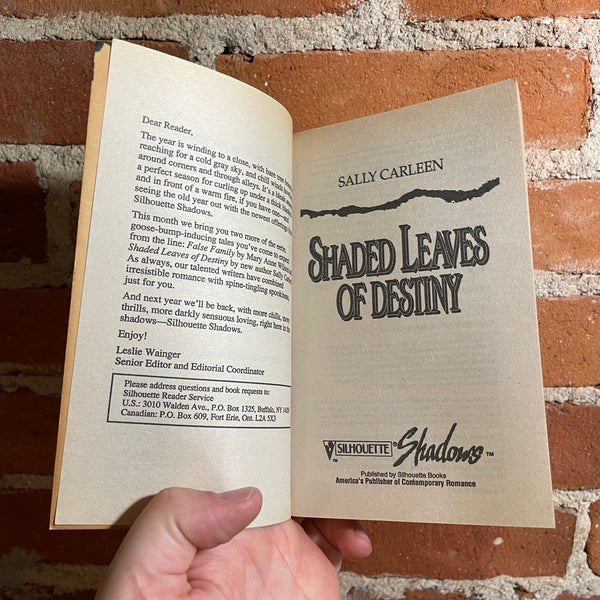 Dear Reader,
The year is winding to a close, with bare tree
reaching for a cold gray sky, and chill winds
around corners and through alleys. It's a
a perfect season for curling up under a thick
and in front of a warm fire, if you have one—
seeing the old year out with the newest offerings
Silhouette Shadows.
This month we bring you two more of the
goose-bump-inducing tales you've come to expect
from the line: False Family by Mary Anne
Shaded Leaves of Destiny by new author Sally
As always, our talented writers have combined
irresistible romance with spine-tingling
just for you.
And next year we'll be back, with more chills, more
thrills, more darkly sensuous loving, right here in the
shadows—Silhouette Shadows.
Enjoy!
Leslie Wainger
Senior Editor and Editorial Coordinator
Please address questions and book requests to:
Silhouette Reader Service
U.S.: 3010 Walden Ave., P.O. Box 1325, Buffalo, NY
Canadian: P.O. Box 609, Fort Erie, Ont. L2A 5X3
SALLY CARLEEN
SHADED LEAVES
OF DESTINY
SILHOUETTE® Shadows™
TM
Published by Silhouette Books
America's Publisher of Contemporary Romance